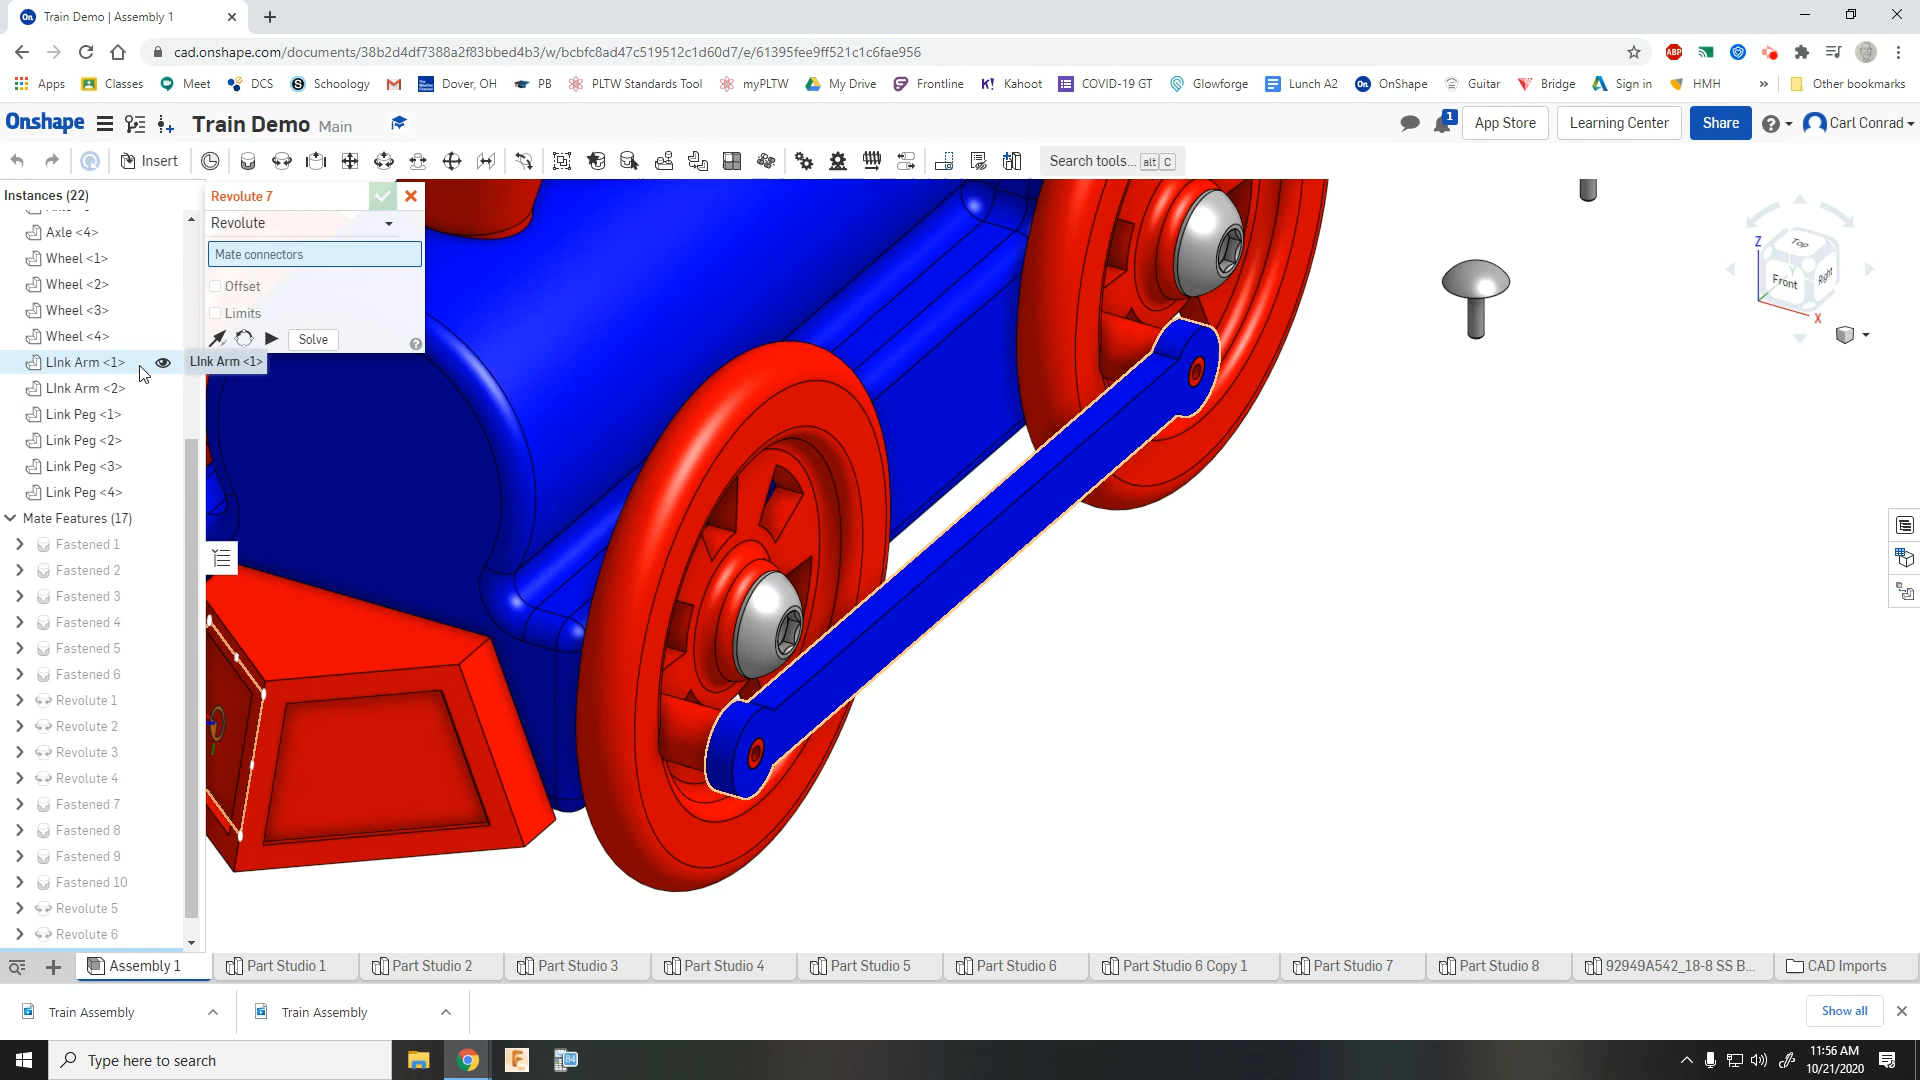 Train Demo | Assembly 1
cad.onshape.com/documents/38b2d4df7388a2f83bbed4b3/w/bcbfc8ad47c519512c1d60d7/e/61395fee9ff521c1c6fae956
ABP
Apps Classes Meet DCS Schoology Dover, OH PB PLTW Standards Tool myPLTW My Drive Frontline Kahoot COVID-19 GT Glowforge Lunch A2 OnShape Guitar Bridge Sign in HMH » Other bookmarks
Onshape Train Demo Main 1 App Store Learning Center Share Carl Conrad
Insert Search tools... alt C
Instances (22)
Revolute 7
Revolute
Mate connectors
Offset
Limits
Solve
Axle <4>
Wheel <1>
Wheel <2>
Wheel <3>
Wheel <4>
LInk Arm <1>
LInk Arm <1>
LInk Arm <2>
Link Peg <1>
Link Peg <2>
Link Peg <3>
Link Peg <4>
Mate Features (17)
Fastened 1
Fastened 2
Fastened 3
Fastened 4
Fastened 5
Fastened 6
Revolute 1
Revolute 2
Revolute 3
Revolute 4
Fastened 7
Fastened 8
Fastened 9
Fastened 10
Revolute 5
Revolute 6
Z
Top
Y
Front
Right
X
Assembly 1 Part Studio 1 Part Studio 2 Part Studio 3 Part Studio 4 Part Studio 5 Part Studio 6 Part Studio 6 Copy 1 Part Studio 7 Part Studio 8 92949A542_18-8 SS B... CAD Imports
Train Assembly Train Assembly Show all
Type here to search
84
11:56 AM
10/21/2020